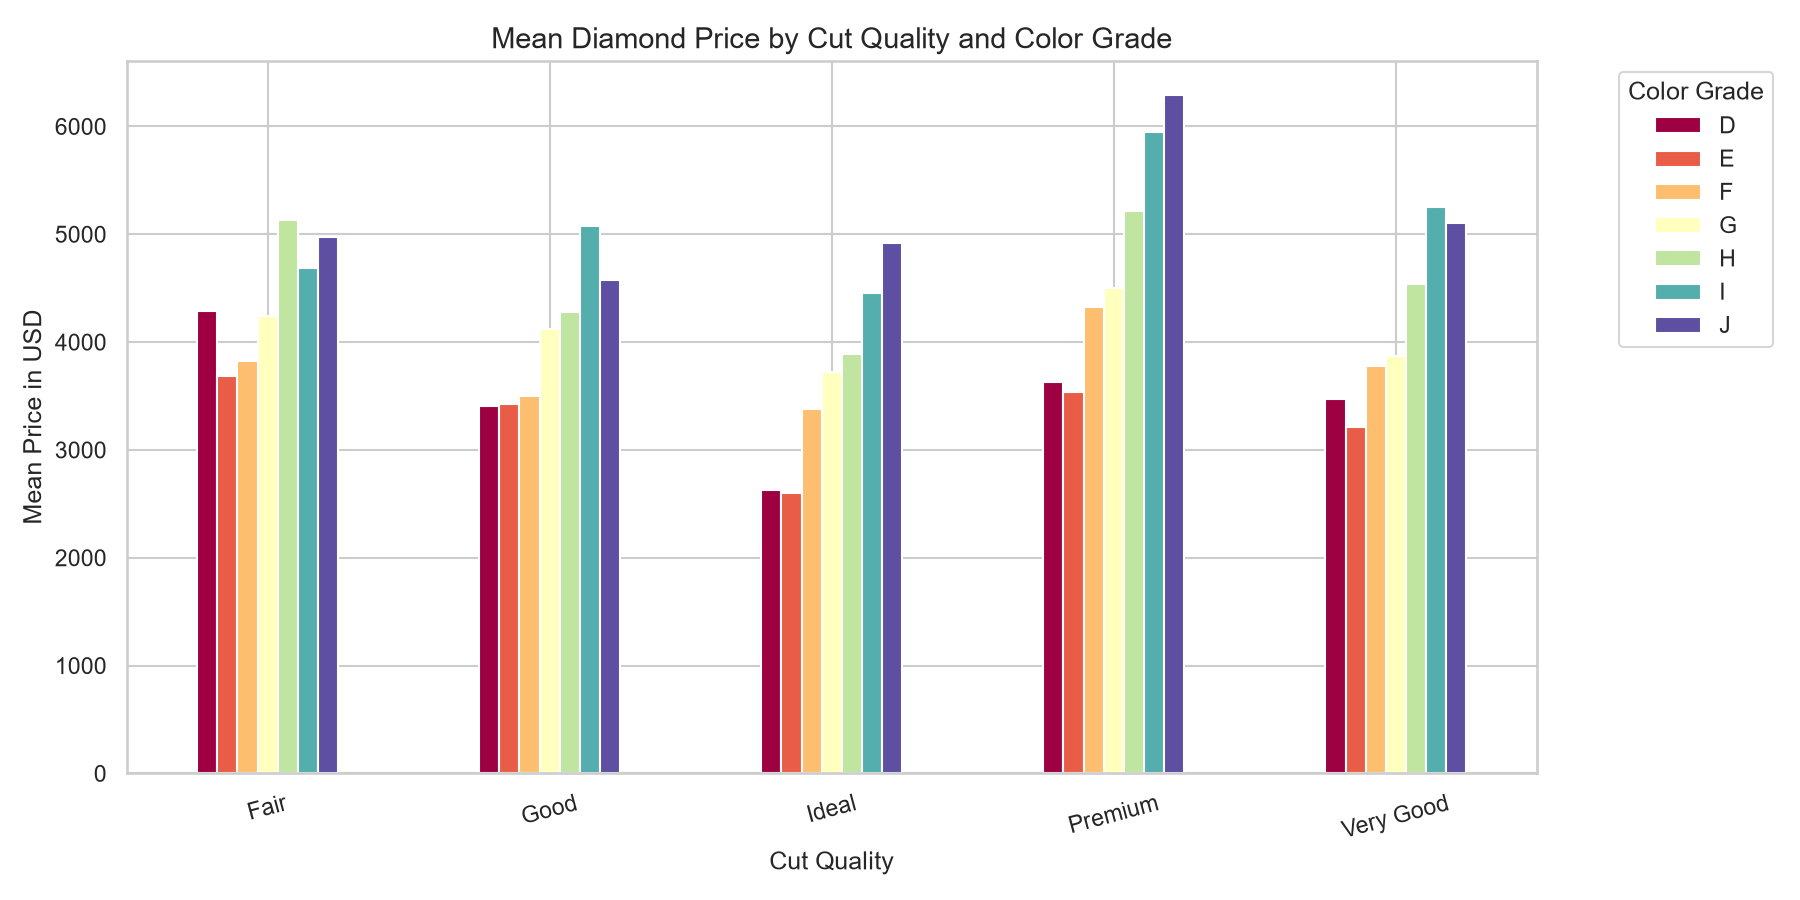 Mean Diamond Price by Cut Quality and Color Grade
Color Grade
D
E
F
G
H
I
J
Mean Price in USD
6000
5000
4000
3000
2000
1000
0
Fair
Good
Ideal
Premium
Very Good
Cut Quality